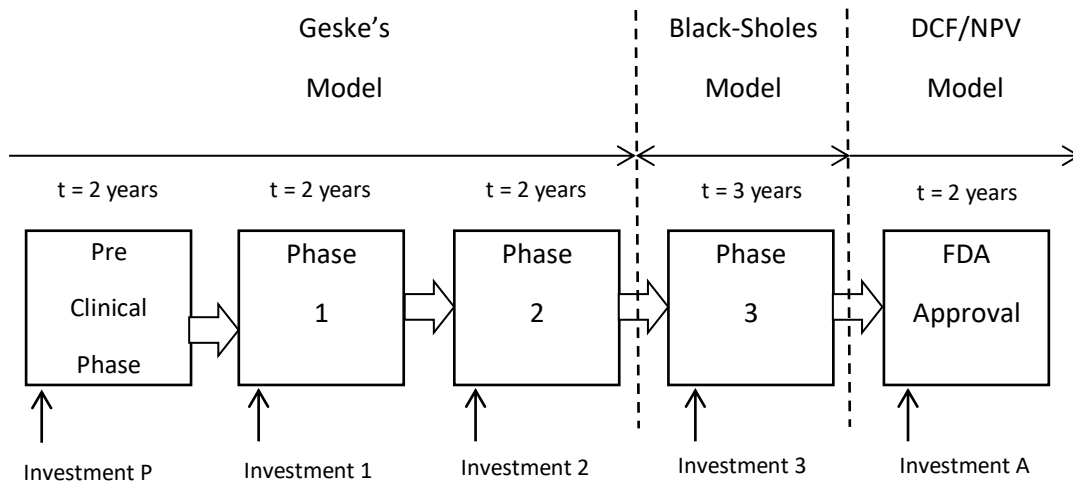 Geske's
Model
Black-Sholes
Model
DCF/NPV
Model
t = 2 years
t = 2 years
t = 2 years
t = 3 years
t = 2 years
Pre
Clinical
Phase
Phase
1
Phase
2
Phase
3
FDA
Approval
Investment P
Investment 1
Investment 2
Investment 3
Investment A